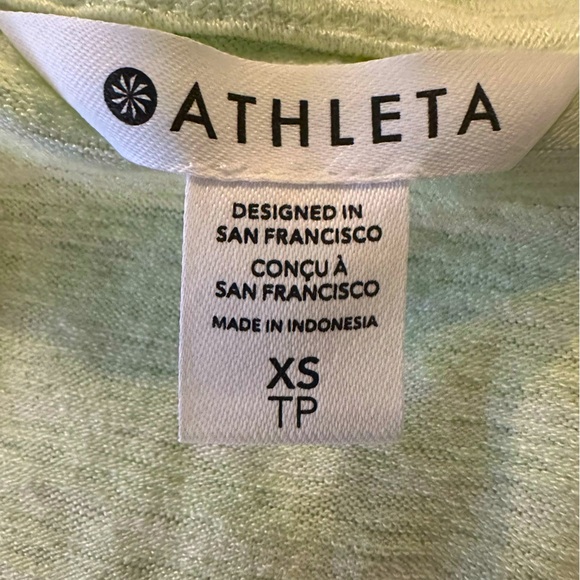 ATHLETA
DESIGNED IN
SAN FRANCISCO
CONÇU À
SAN FRANCISCO
MADE IN INDONESIA
XS
TP